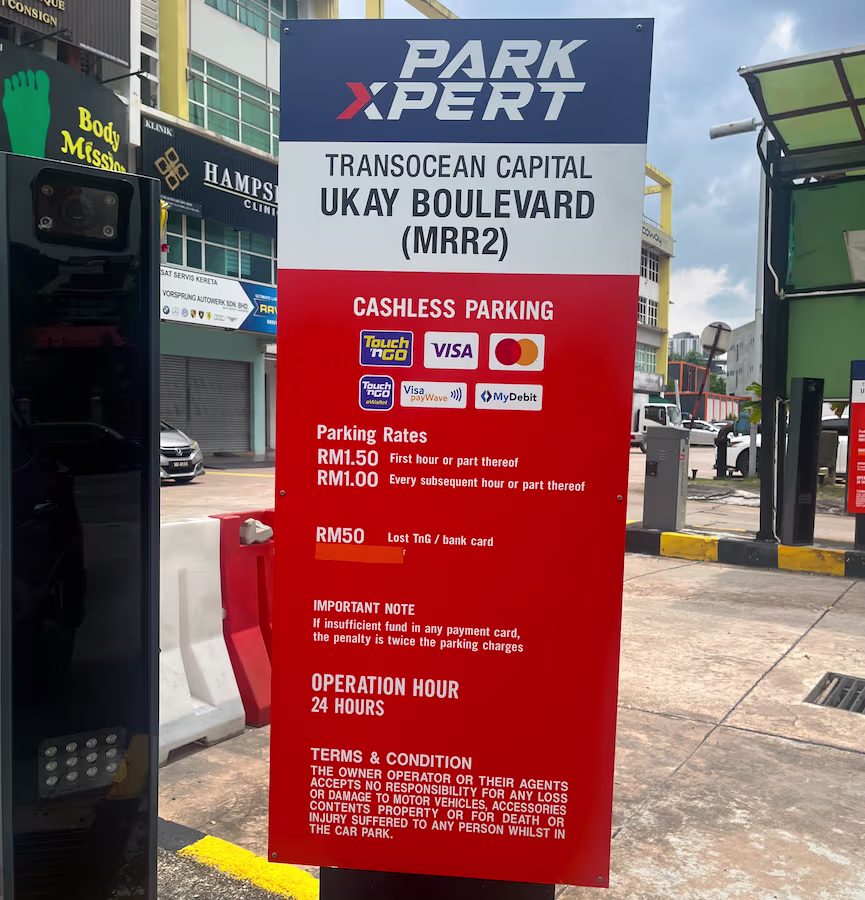 CONSIGN
Body
Mission
KLINIK
HAMPS
CLIN
SAT SERVIS KERETA
VORSPRUNG AUTOWERK SDN. BHD.
PARK
XPERT
TRANSOCEAN CAPITAL
UKAY BOULEVARD
(MRR2)
CASHLESS PARKING
Touch 'nGO
VISA
Touch 'nGO eWallet
Visa payWave
MyDebit
Parking Rates
RM1.50 First hour or part thereof
RM1.00 Every subsequent hour or part thereof
RM50 Lost TnG / bank card
IMPORTANT NOTE
If insufficient fund in any payment card,
the penalty is twice the parking charges
OPERATION HOUR
24 HOURS
TERMS & CONDITION
THE OWNER OPERATOR OR THEIR AGENTS
ACCEPTS NO RESPONSIBILITY FOR ANY LOSS
OR DAMAGE TO MOTOR VEHICLES, ACCESSORIES
CONTENTS PROPERTY OR FOR DEATH OR
INJURY SUFFERED TO ANY PERSON WHILST IN
THE CAR PARK.
coway